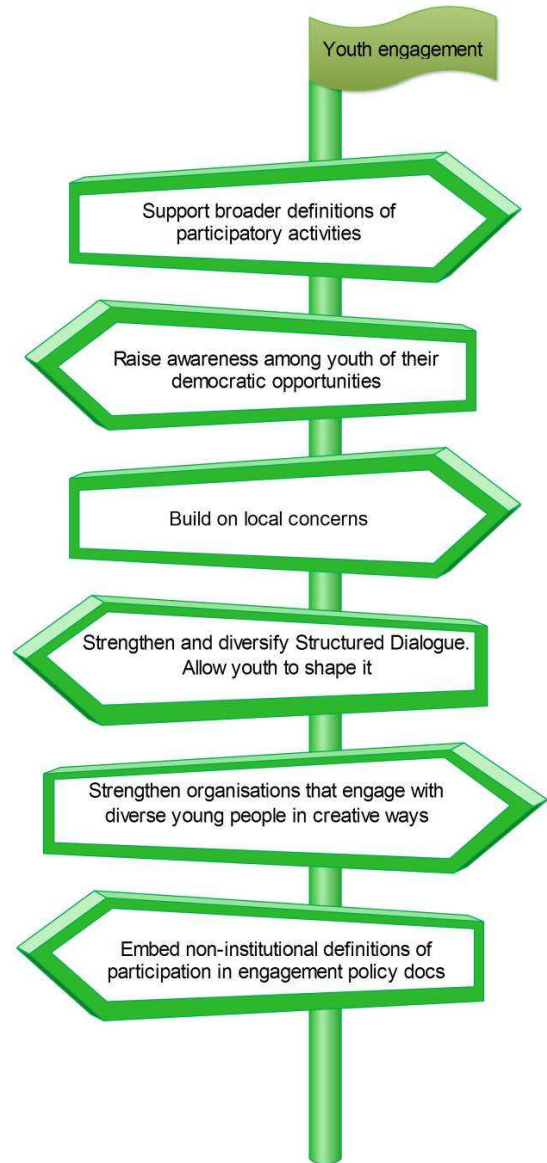 Youth engagement
Support broader definitions of
participatory activities
Raise awareness among youth of their
democratic opportunities
Build on local concerns
Strengthen and diversify Structured Dialogue.
Allow youth to shape it
Strengthen organisations that engage with
diverse young people in creative ways
Embed non-institutional definitions of
participation in engagement policy docs